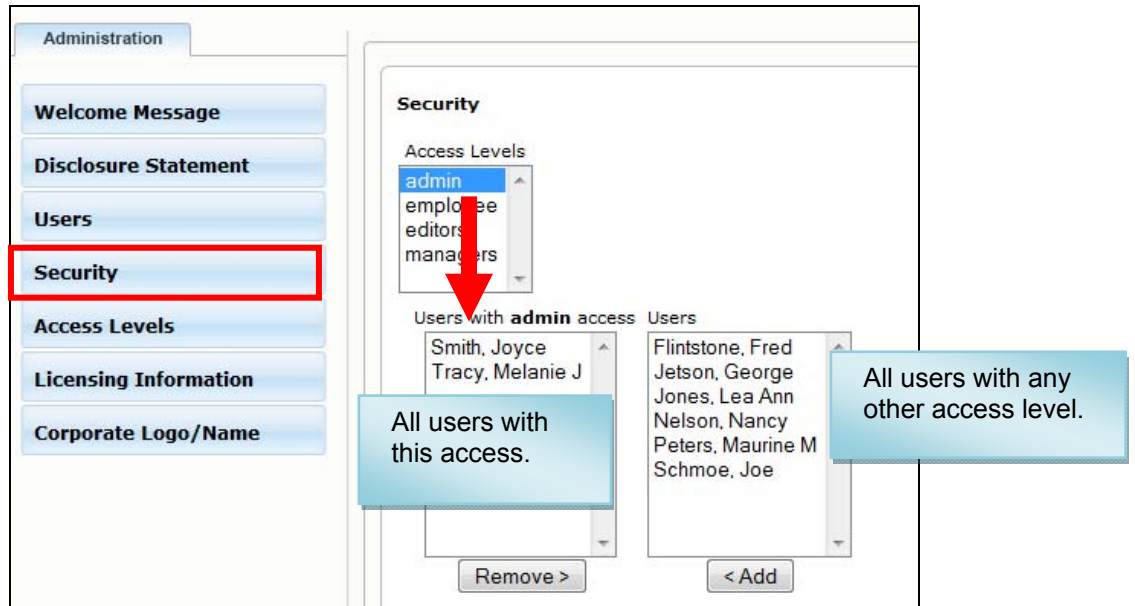 Administration
Welcome Message
Disclosure Statement
Users
Security
Access Levels
Licensing Information
Corporate Logo/Name
Security
Access Levels
admin
employee
editors
managers
Users with admin access
Smith, Joyce
Tracy, Melanie J
All users with
this access.
Remove >
Users
Flintstone, Fred
Jetson, George
Jones, Lea Ann
Nelson, Nancy
Peters, Maurine M
Schmoe, Joe
All users with any
other access level.
< Add